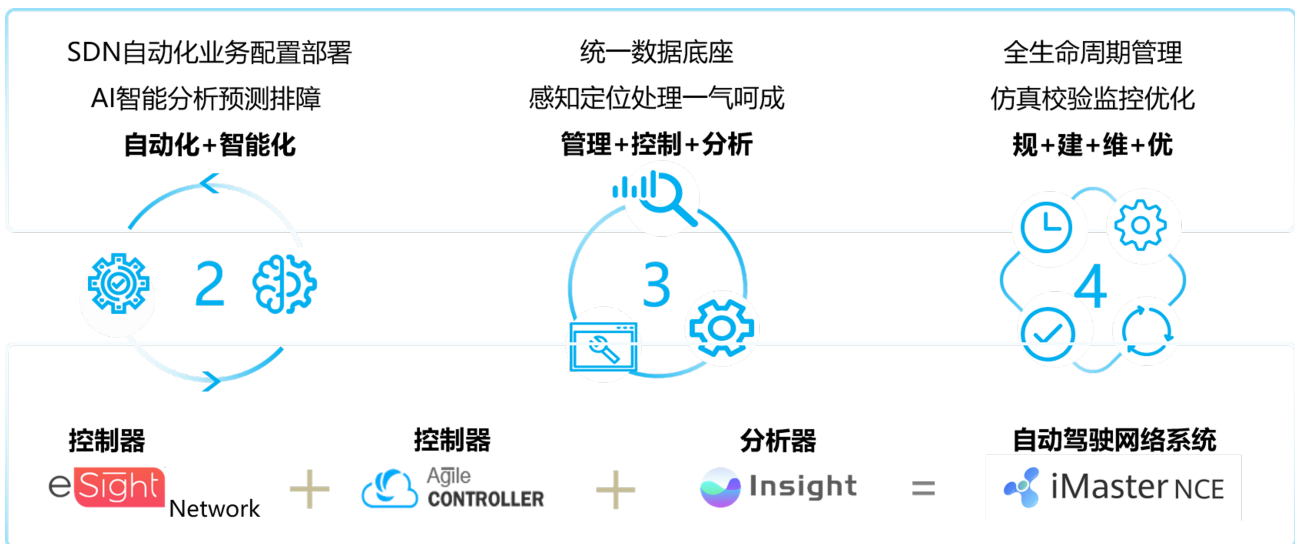 SDN自动化业务配置部署
AI智能分析预测排障
自动化+智能化
统一数据底座
感知定位处理一气呵成
管理+控制+分析
全生命周期管理
仿真校验监控优化
规+建+维+优
2
3
4
控制器
eSight Network
+
控制器
Agile CONTROLLER
+
分析器
Insight
=
自动驾驶网络系统
iMaster NCE